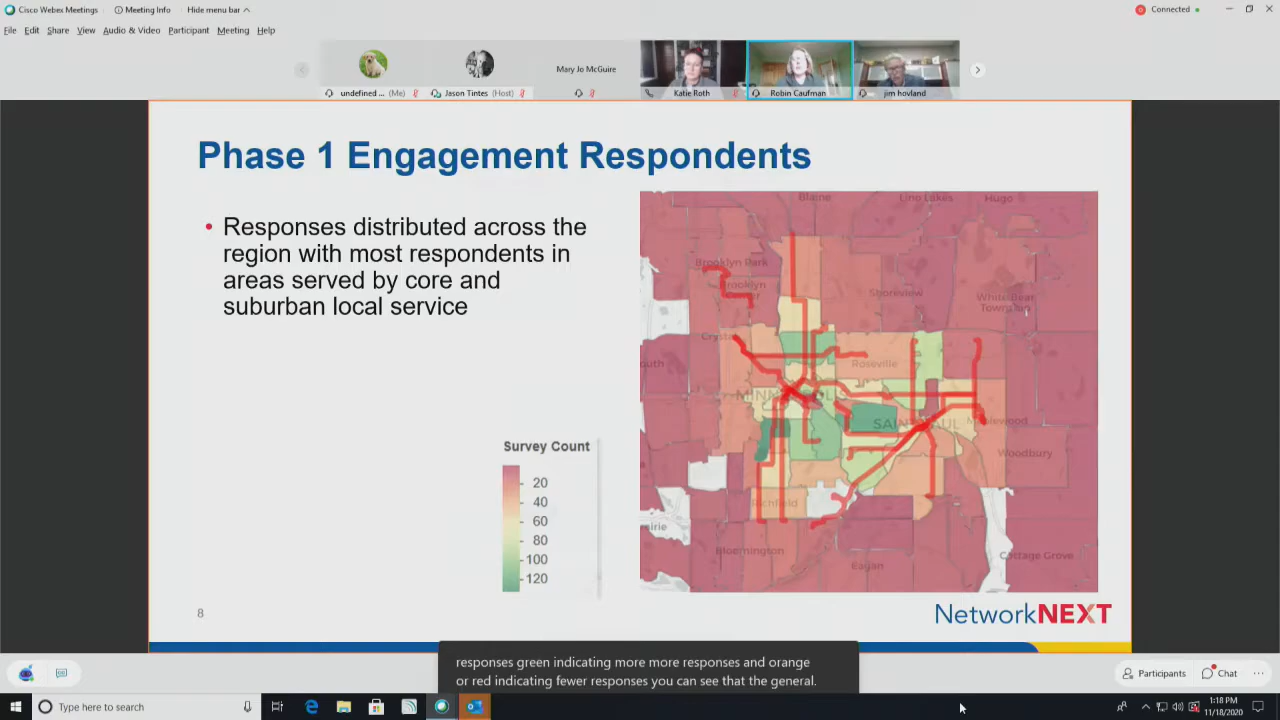 Cisco Webex Meetings
Meeting Info
Hide menu bar
Connected
File Edit Share View Audio & Video Participant Meeting Help
undefined ... (Me)
Jason Tintes (Host)
Mary Jo McGuire
Katie Roth
Robin Caufman
jim hovland
Phase 1 Engagement Respondents
• Responses distributed across the
region with most respondents in
areas served by core and
suburban local service
Blaine
Lino Lakes
Hugo
Brooklyn Park
Brooklyn
Shoreview
White Bear
Township
Roseville
MINNEAPOLIS
SAINT PAUL
Maplewood
Woodbury
Richfield
Bloomington
Eagan
Cottage Grove
Survey Count
20
40
60
80
100
120
8
NetworkNEXT
responses green indicating more more responses and orange
or red indicating fewer responses you can see that the general.
Participants
Chat
Type here to search
1:18 PM
11/18/2020